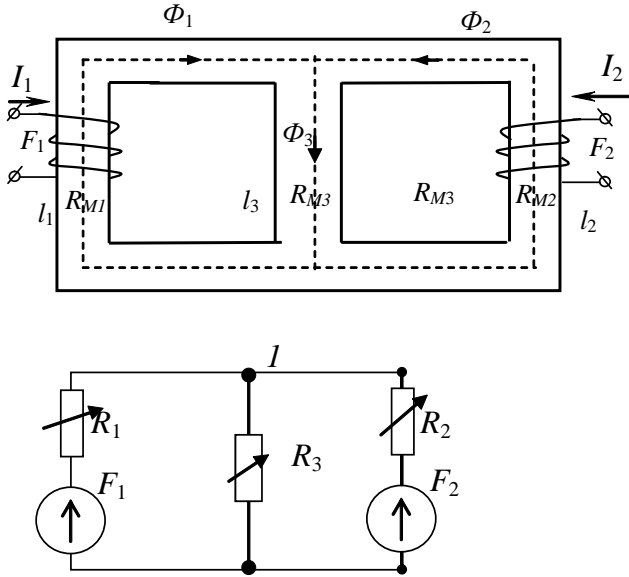 Φ1 Φ2
I1 I2
F1 Φ3 F2
RM1 l3 RM3 RM3 RM2
l1 l2
1
R1 R3 R2
F1 F2